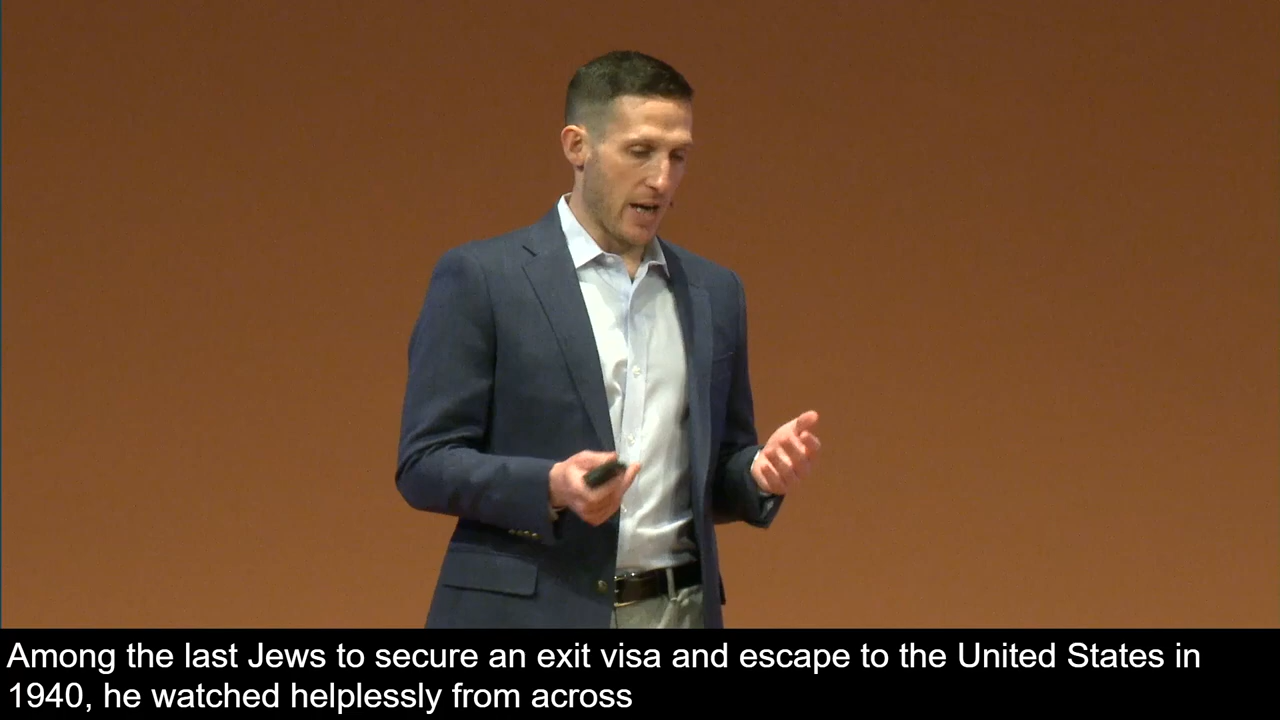 Among the last Jews to secure an exit visa and escape to the United States in
1940, he watched helplessly from across